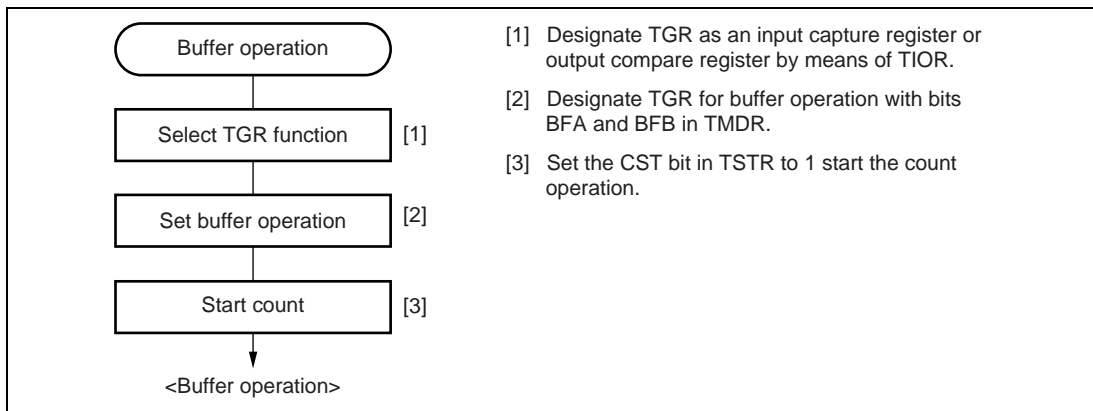 Buffer operation
Select TGR function
[1]
Set buffer operation
[2]
Start count
[3]
<Buffer operation>
[1] Designate TGR as an input capture register or
output compare register by means of TIOR.
[2] Designate TGR for buffer operation with bits
BFA and BFB in TMDR.
[3] Set the CST bit in TSTR to 1 start the count
operation.